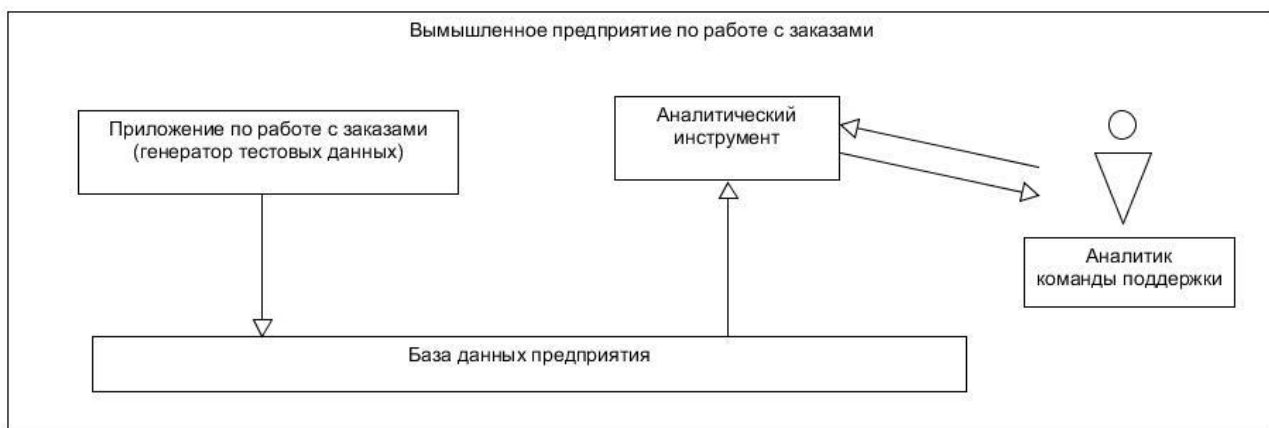 Вымышленное предприятие по работе с заказами
Приложение по работе с заказами
(генератор тестовых данных)
Аналитический
инструмент
Аналитик
команды поддержки
База данных предприятия